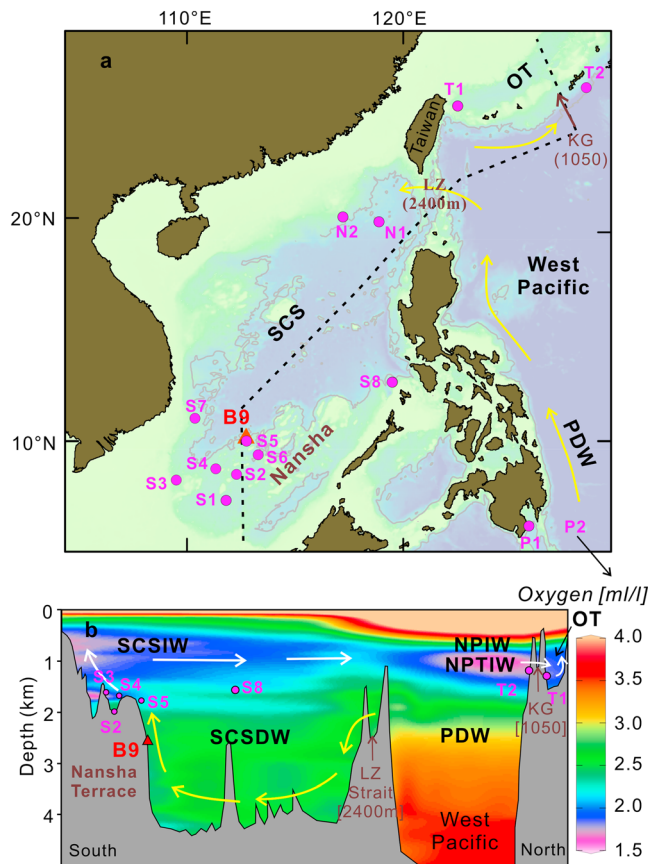 110°E
120°E
a
OT
T2
T1
Taiwan
KG
(1050)
LZ
(2400m)
20°N
N2
N1
West
Pacific
SCS
S8
S7
B9
S5
10°N
S6
Nansha
S4
S2
S3
S1
PDW
P1
P2
Oxygen [ml/l]
b
OT
0
SCSIW
NPIW
4.0
1
NPTIW
3.5
S3
S4
S8
T2
T1
S5
KG
[1050]
3.0
2
S2
Depth (km)
B9
SCSDW
PDW
2.5
3
Nansha
Terrace
LZ
Strait
[2400m]
2.0
4
West
Pacific
1.5
South
North